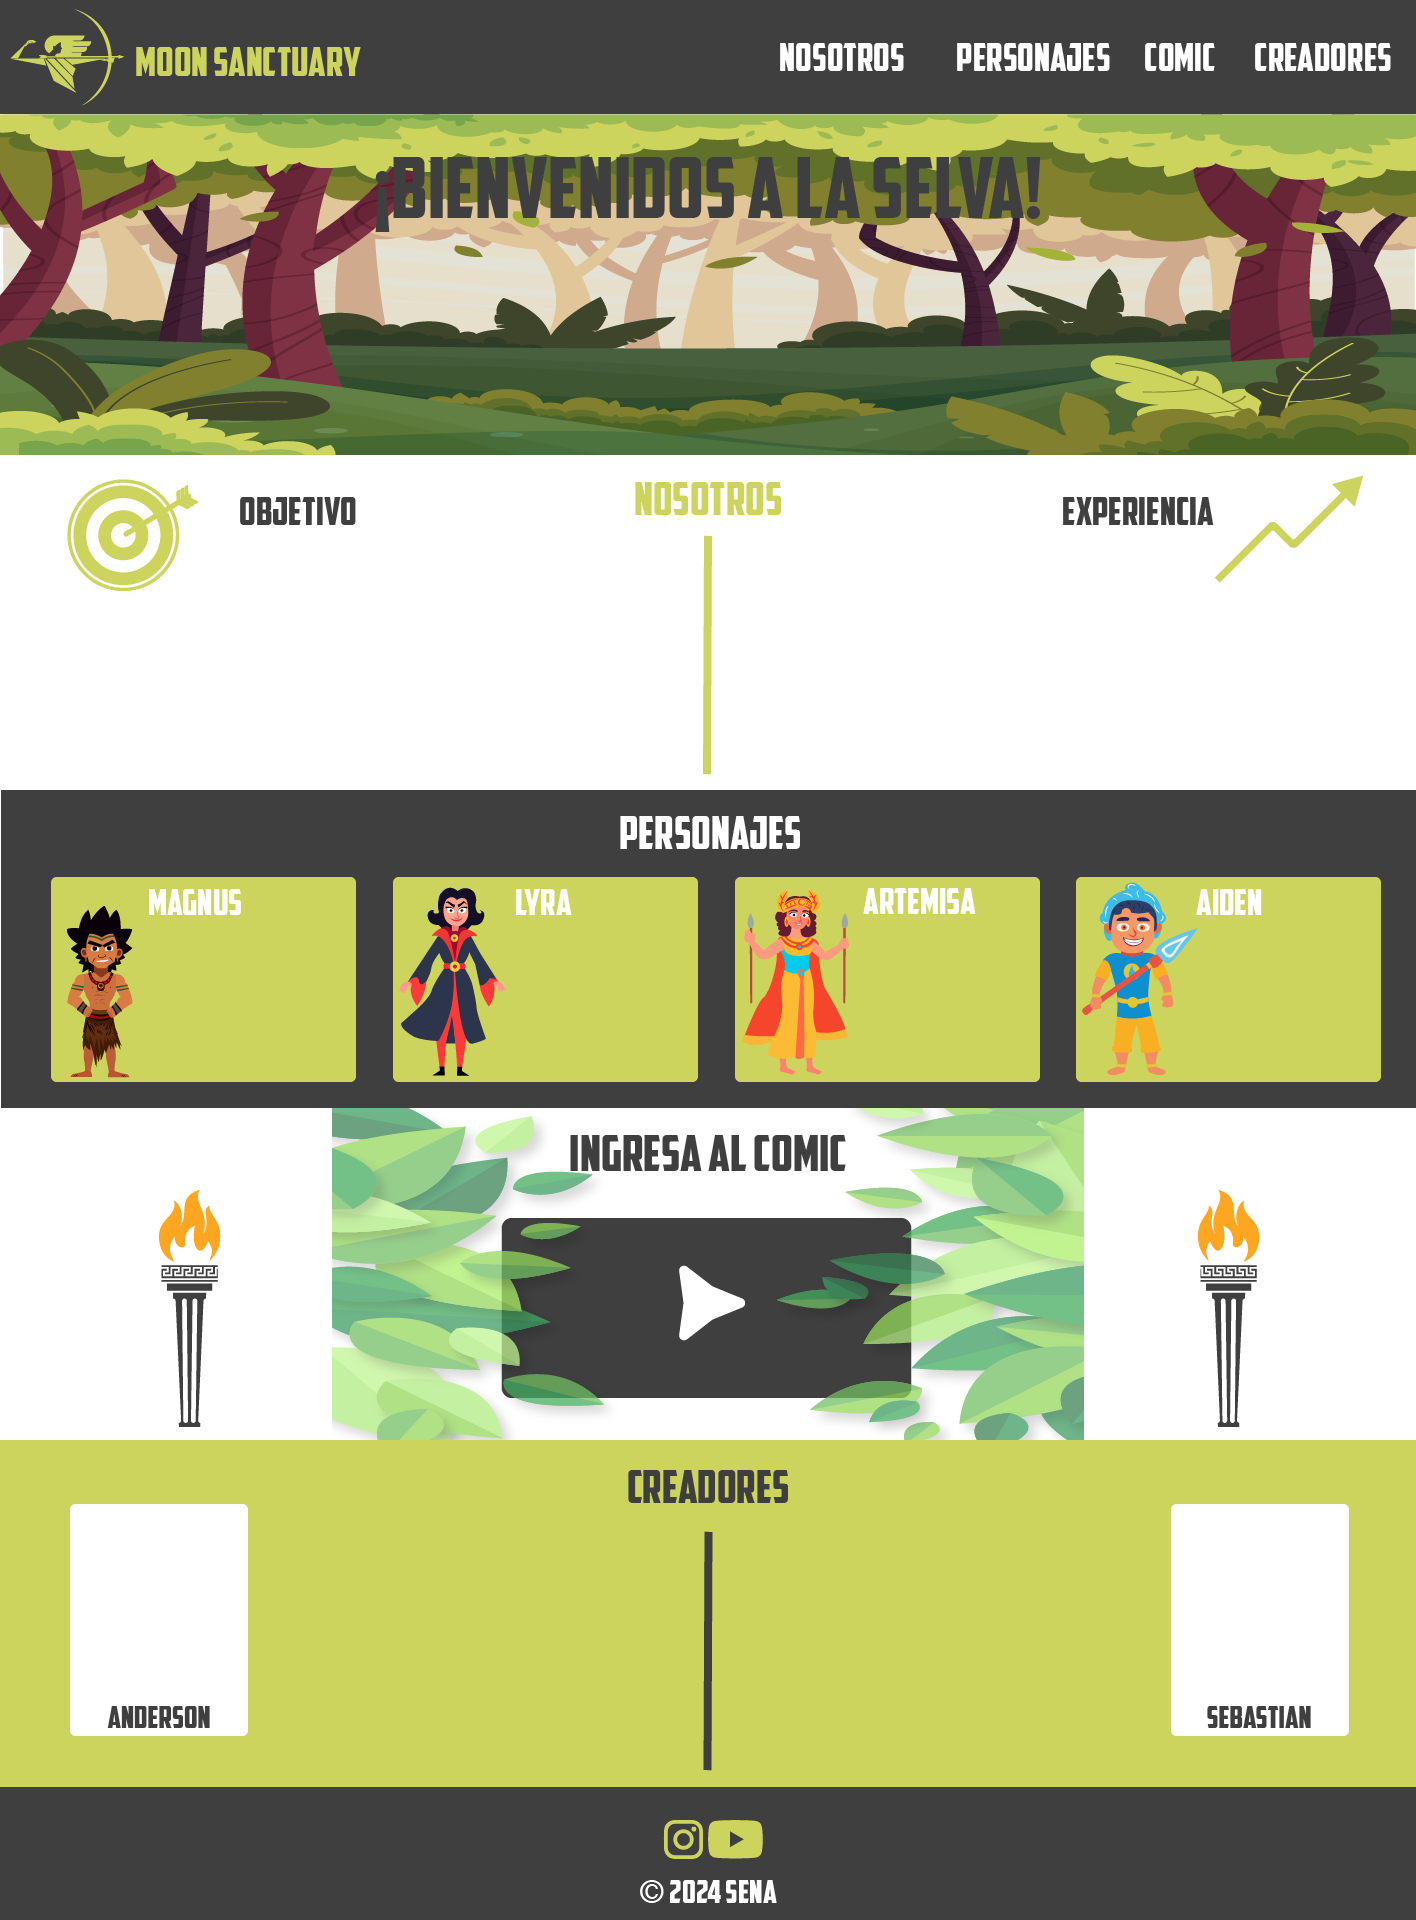 MOON SANCTUARY
NOSOTROS PERSONAJES COMIC CREADORES
¡BIENVENIDOS A LA SELVA!
OBJETIVO
NOSOTROS
EXPERIENCIA
PERSONAJES
MAGNUS
LYRA
ARTEMISA
AIDEN
INGRESA AL COMIC
CREADORES
ANDERSON
SEBASTIAN
© 2024 SENA